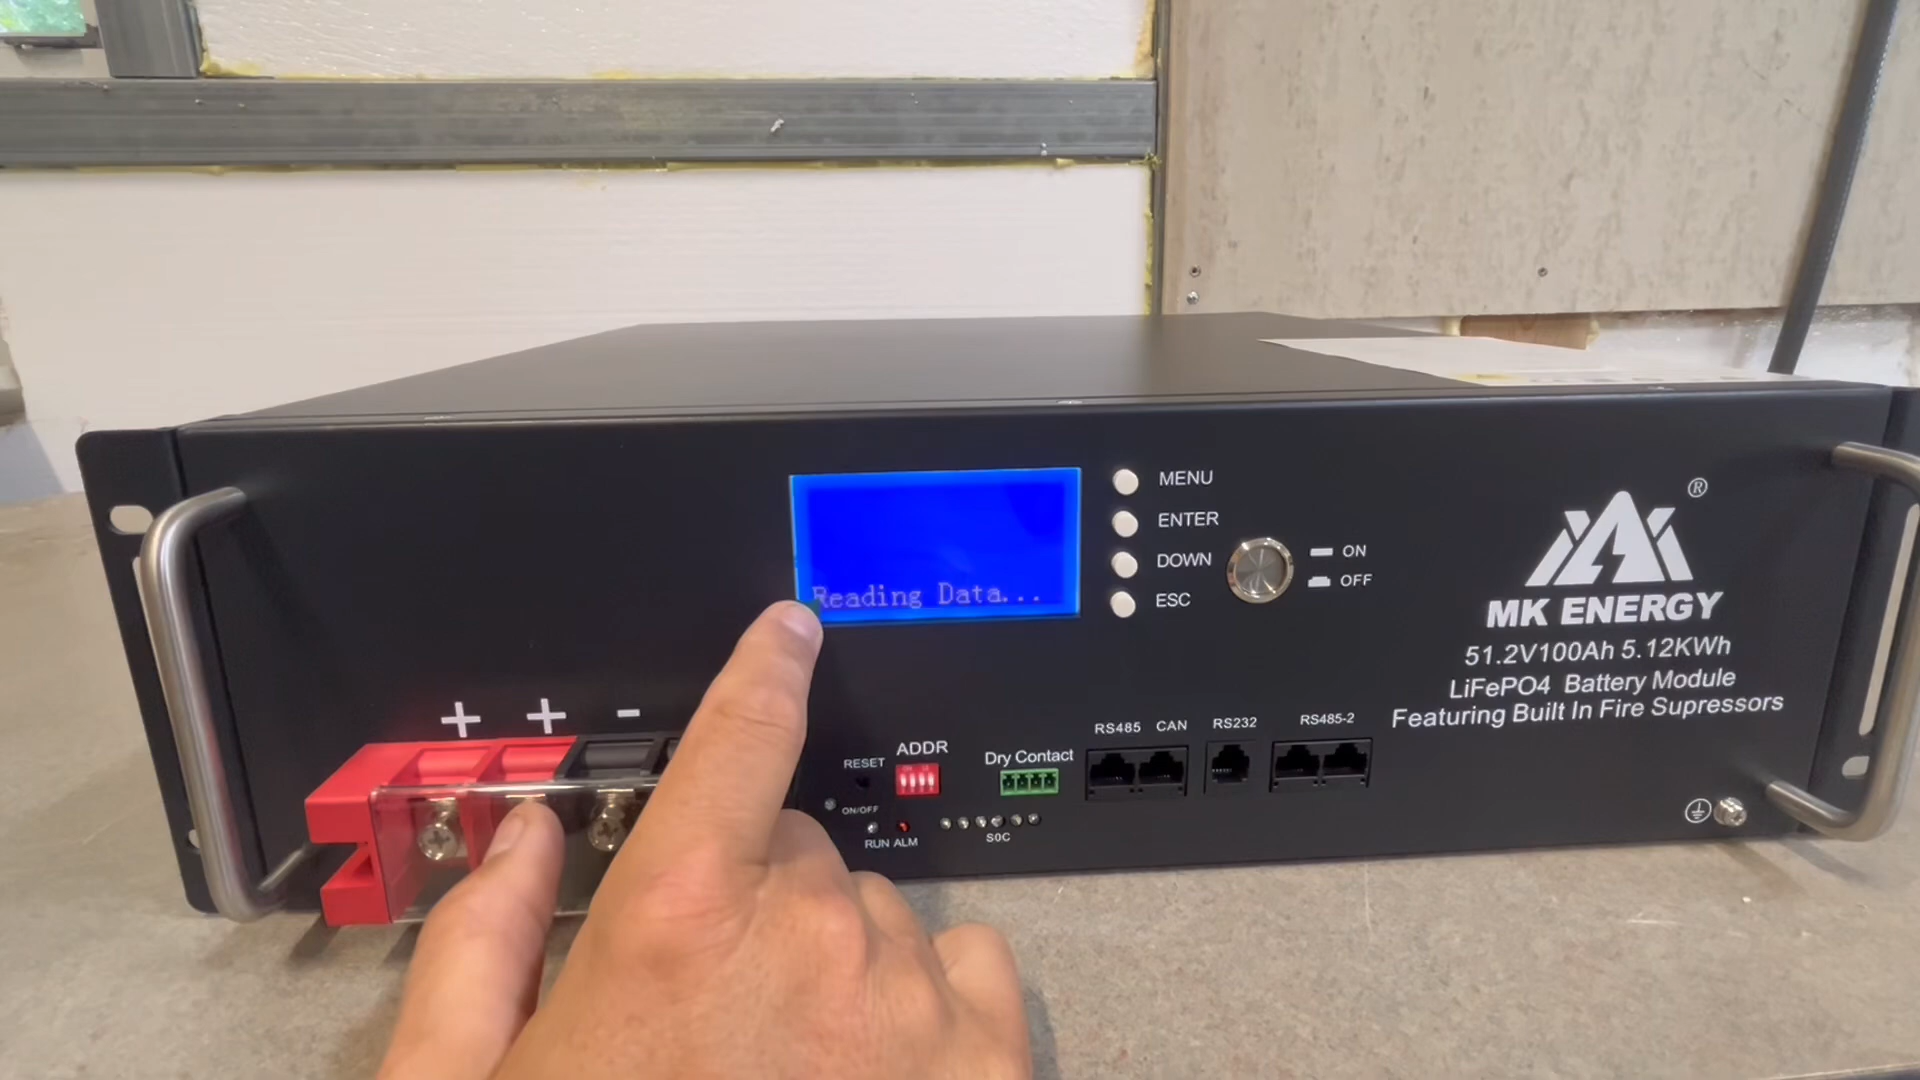 Reading Data...
MENU
ENTER
DOWN
ESC
ON
OFF
®
MK ENERGY
51.2V100Ah 5.12KWh
LiFePO4 Battery Module
Featuring Built In Fire Supressors
+ + -
RESET
ADDR
ON/OFF
RUN ALM
Dry Contact
SOC
RS485 CAN
RS232
RS485-2